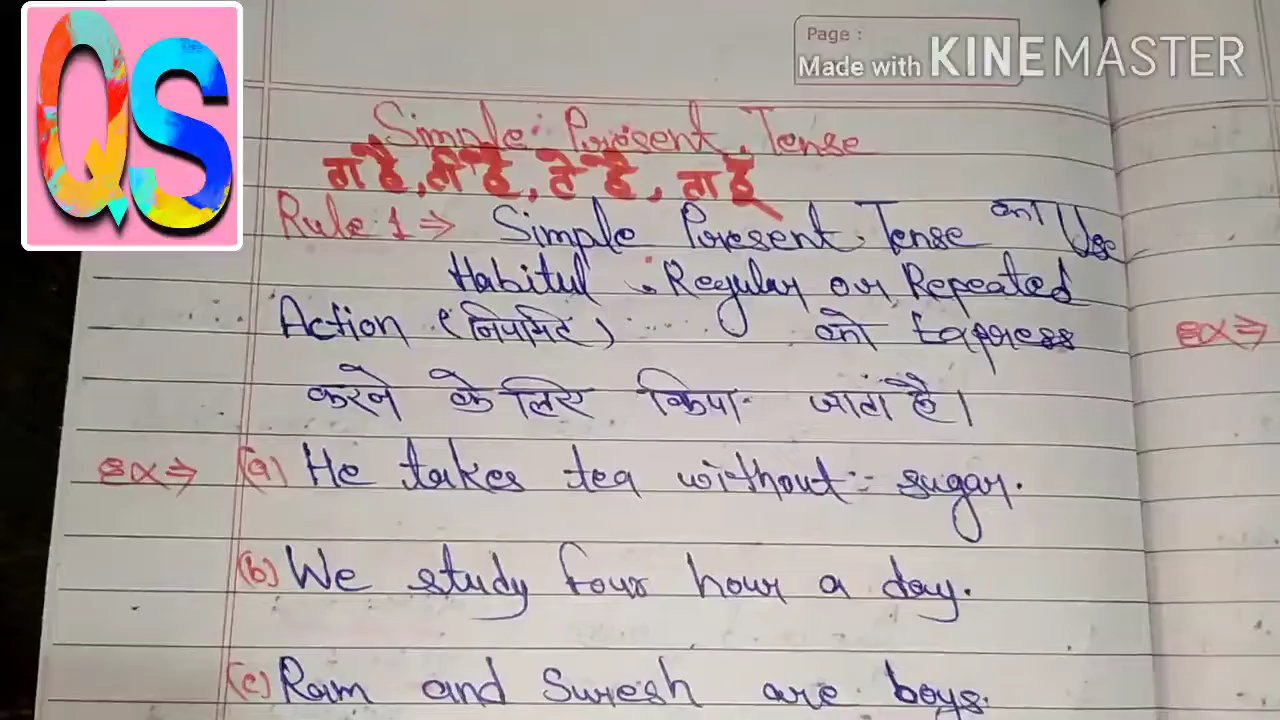 QS
Page :
Made with KINEMASTER
Simple Present Tense
ता है, ती है, ते है, ता हूँ
Rule 1 ⇒ Simple Present Tense का Use
Habitul Regular or Repeated
Action (नियमित) को Express
करने के लिए किया जाता है।
ex ⇒
ex ⇒ (a) He takes tea without sugar.
(b) We study four hour a day.
(c) Ram and Suresh are boys.